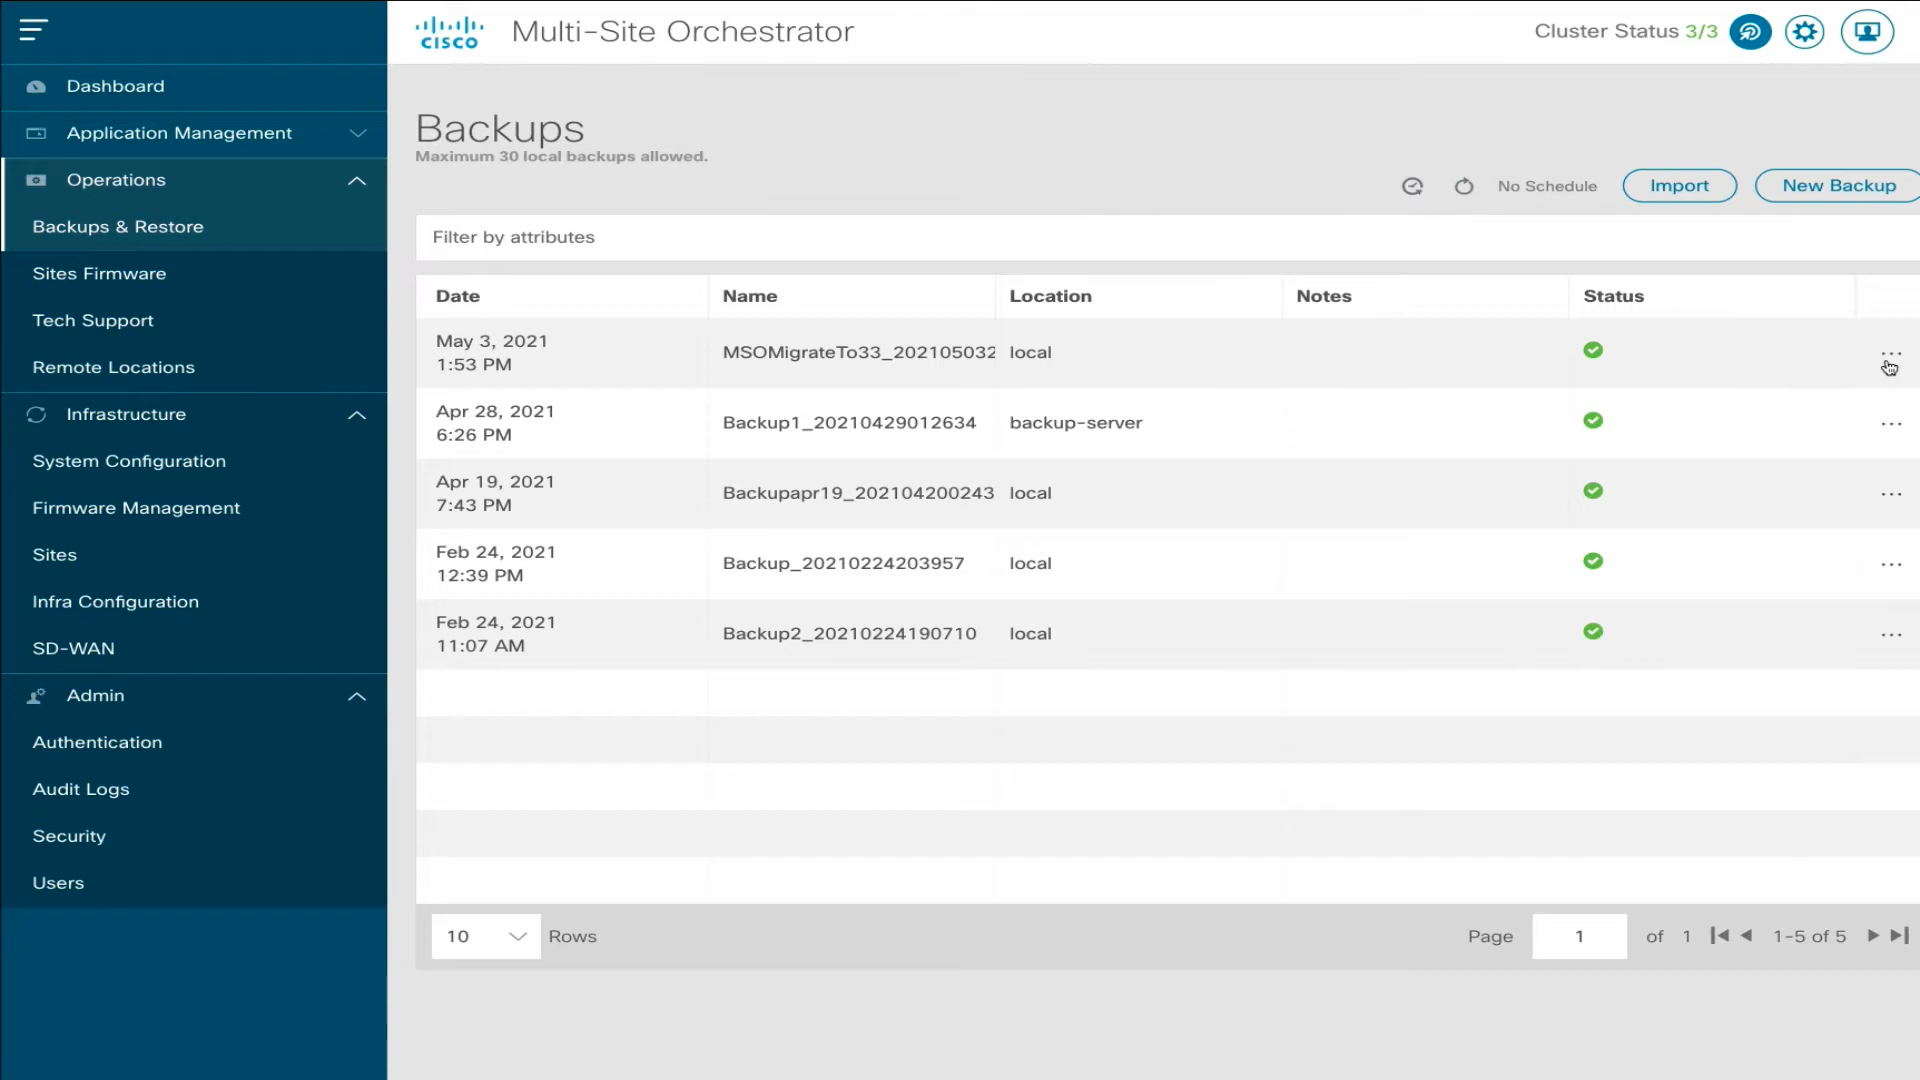 CISCO
Multi-Site Orchestrator
Cluster Status 3/3
Dashboard
Application Management
Operations
Backups & Restore
Sites Firmware
Tech Support
Remote Locations
Infrastructure
System Configuration
Firmware Management
Sites
Infra Configuration
SD-WAN
Admin
Authentication
Audit Logs
Security
Users
Backups
Maximum 30 local backups allowed.
No Schedule
Import
New Backup
Filter by attributes
Date Name Location Notes Status
May 3, 2021
1:53 PM
MSOMigrateTo33_202105032 local ...
Apr 28, 2021
6:26 PM
Backup1_20210429012634 backup-server ...
Apr 19, 2021
7:43 PM
Backupapr19_202104200243 local ...
Feb 24, 2021
12:39 PM
Backup_20210224203957 local ...
Feb 24, 2021
11:07 AM
Backup2_20210224190710 local ...
10 Rows
Page 1 of 1 1-5 of 5